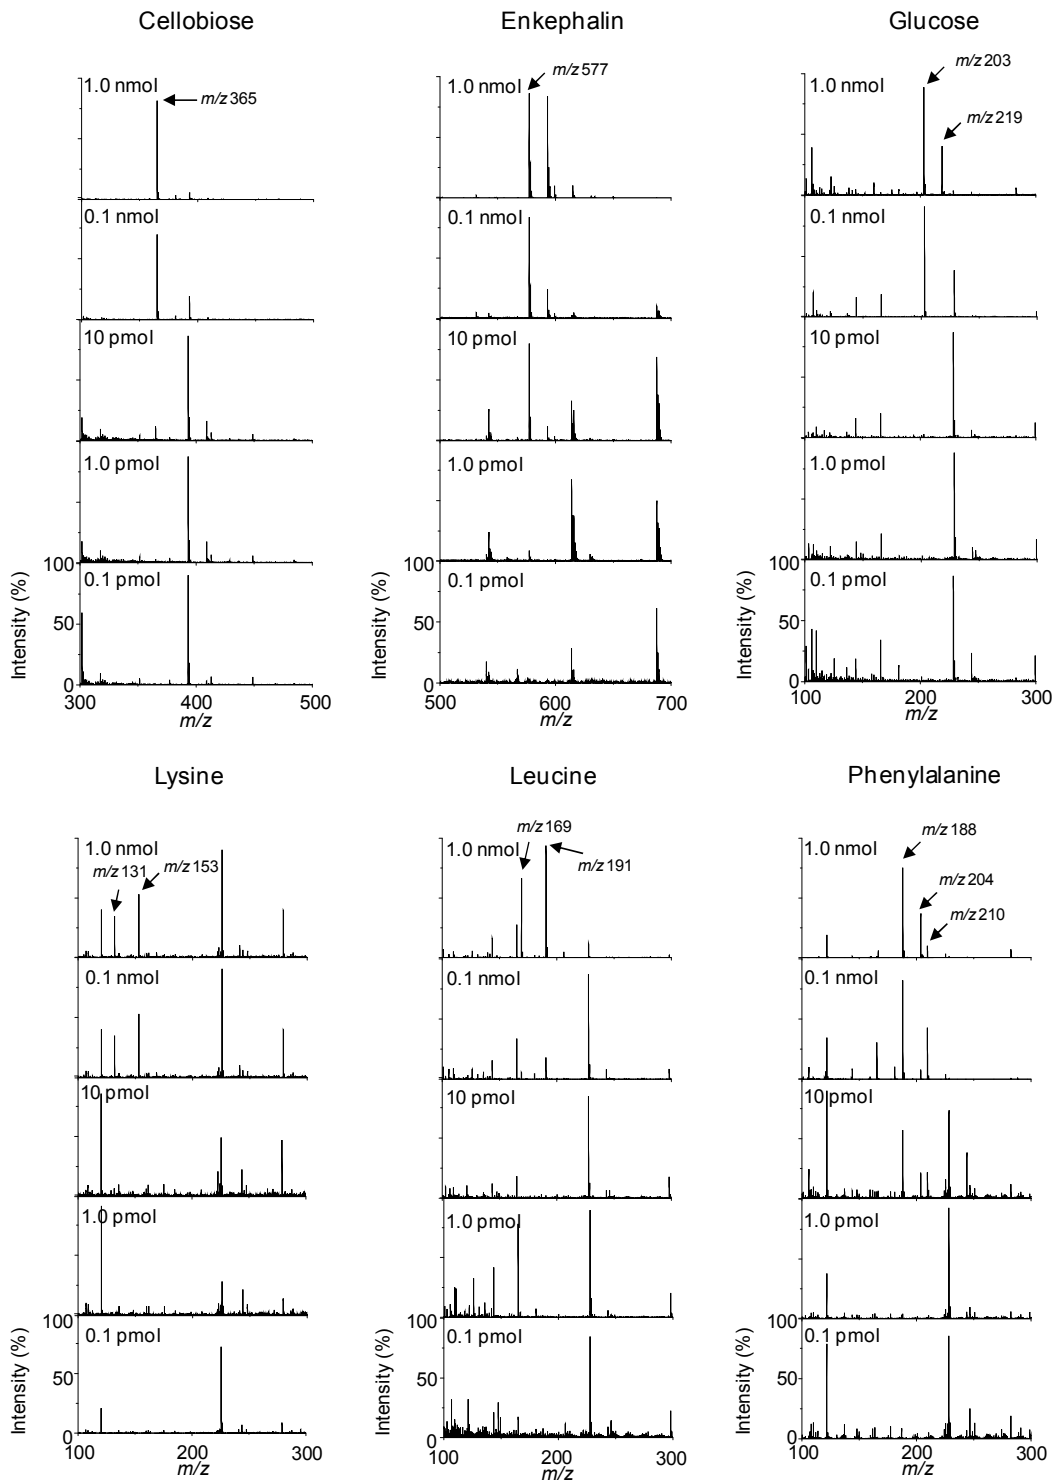 Cellobiose
Enkephalin
Glucose
1.0 nmol
m/z 365
0.1 nmol
10 pmol
1.0 pmol
100
0.1 pmol
50
0
Intensity (%)
300 400 500
m/z
1.0 nmol
m/z 577
0.1 nmol
10 pmol
1.0 pmol
100
0.1 pmol
50
0
Intensity (%)
500 600 700
m/z
1.0 nmol
m/z 203
m/z 219
0.1 nmol
10 pmol
1.0 pmol
100
0.1 pmol
50
0
Intensity (%)
100 200 300
m/z
Lysine
Leucine
Phenylalanine
1.0 nmol
m/z 131
m/z 153
0.1 nmol
10 pmol
1.0 pmol
100
0.1 pmol
50
0
Intensity (%)
100 200 300
m/z
m/z 169
1.0 nmol
m/z 191
0.1 nmol
10 pmol
1.0 pmol
100
0.1 pmol
50
0
Intensity (%)
100 200 300
m/z
1.0 nmol
m/z 188
m/z 204
m/z 210
0.1 nmol
10 pmol
1.0 pmol
100
0.1 pmol
50
0
Intensity (%)
100 200 300
m/z